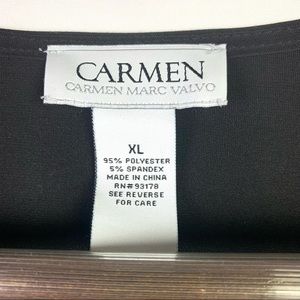 CARMEN
CARMEN MARC VALVO
XL
95% POLYESTER
5% SPANDEX
MADE IN CHINA
RN#93178
SEE REVERSE
FOR CARE